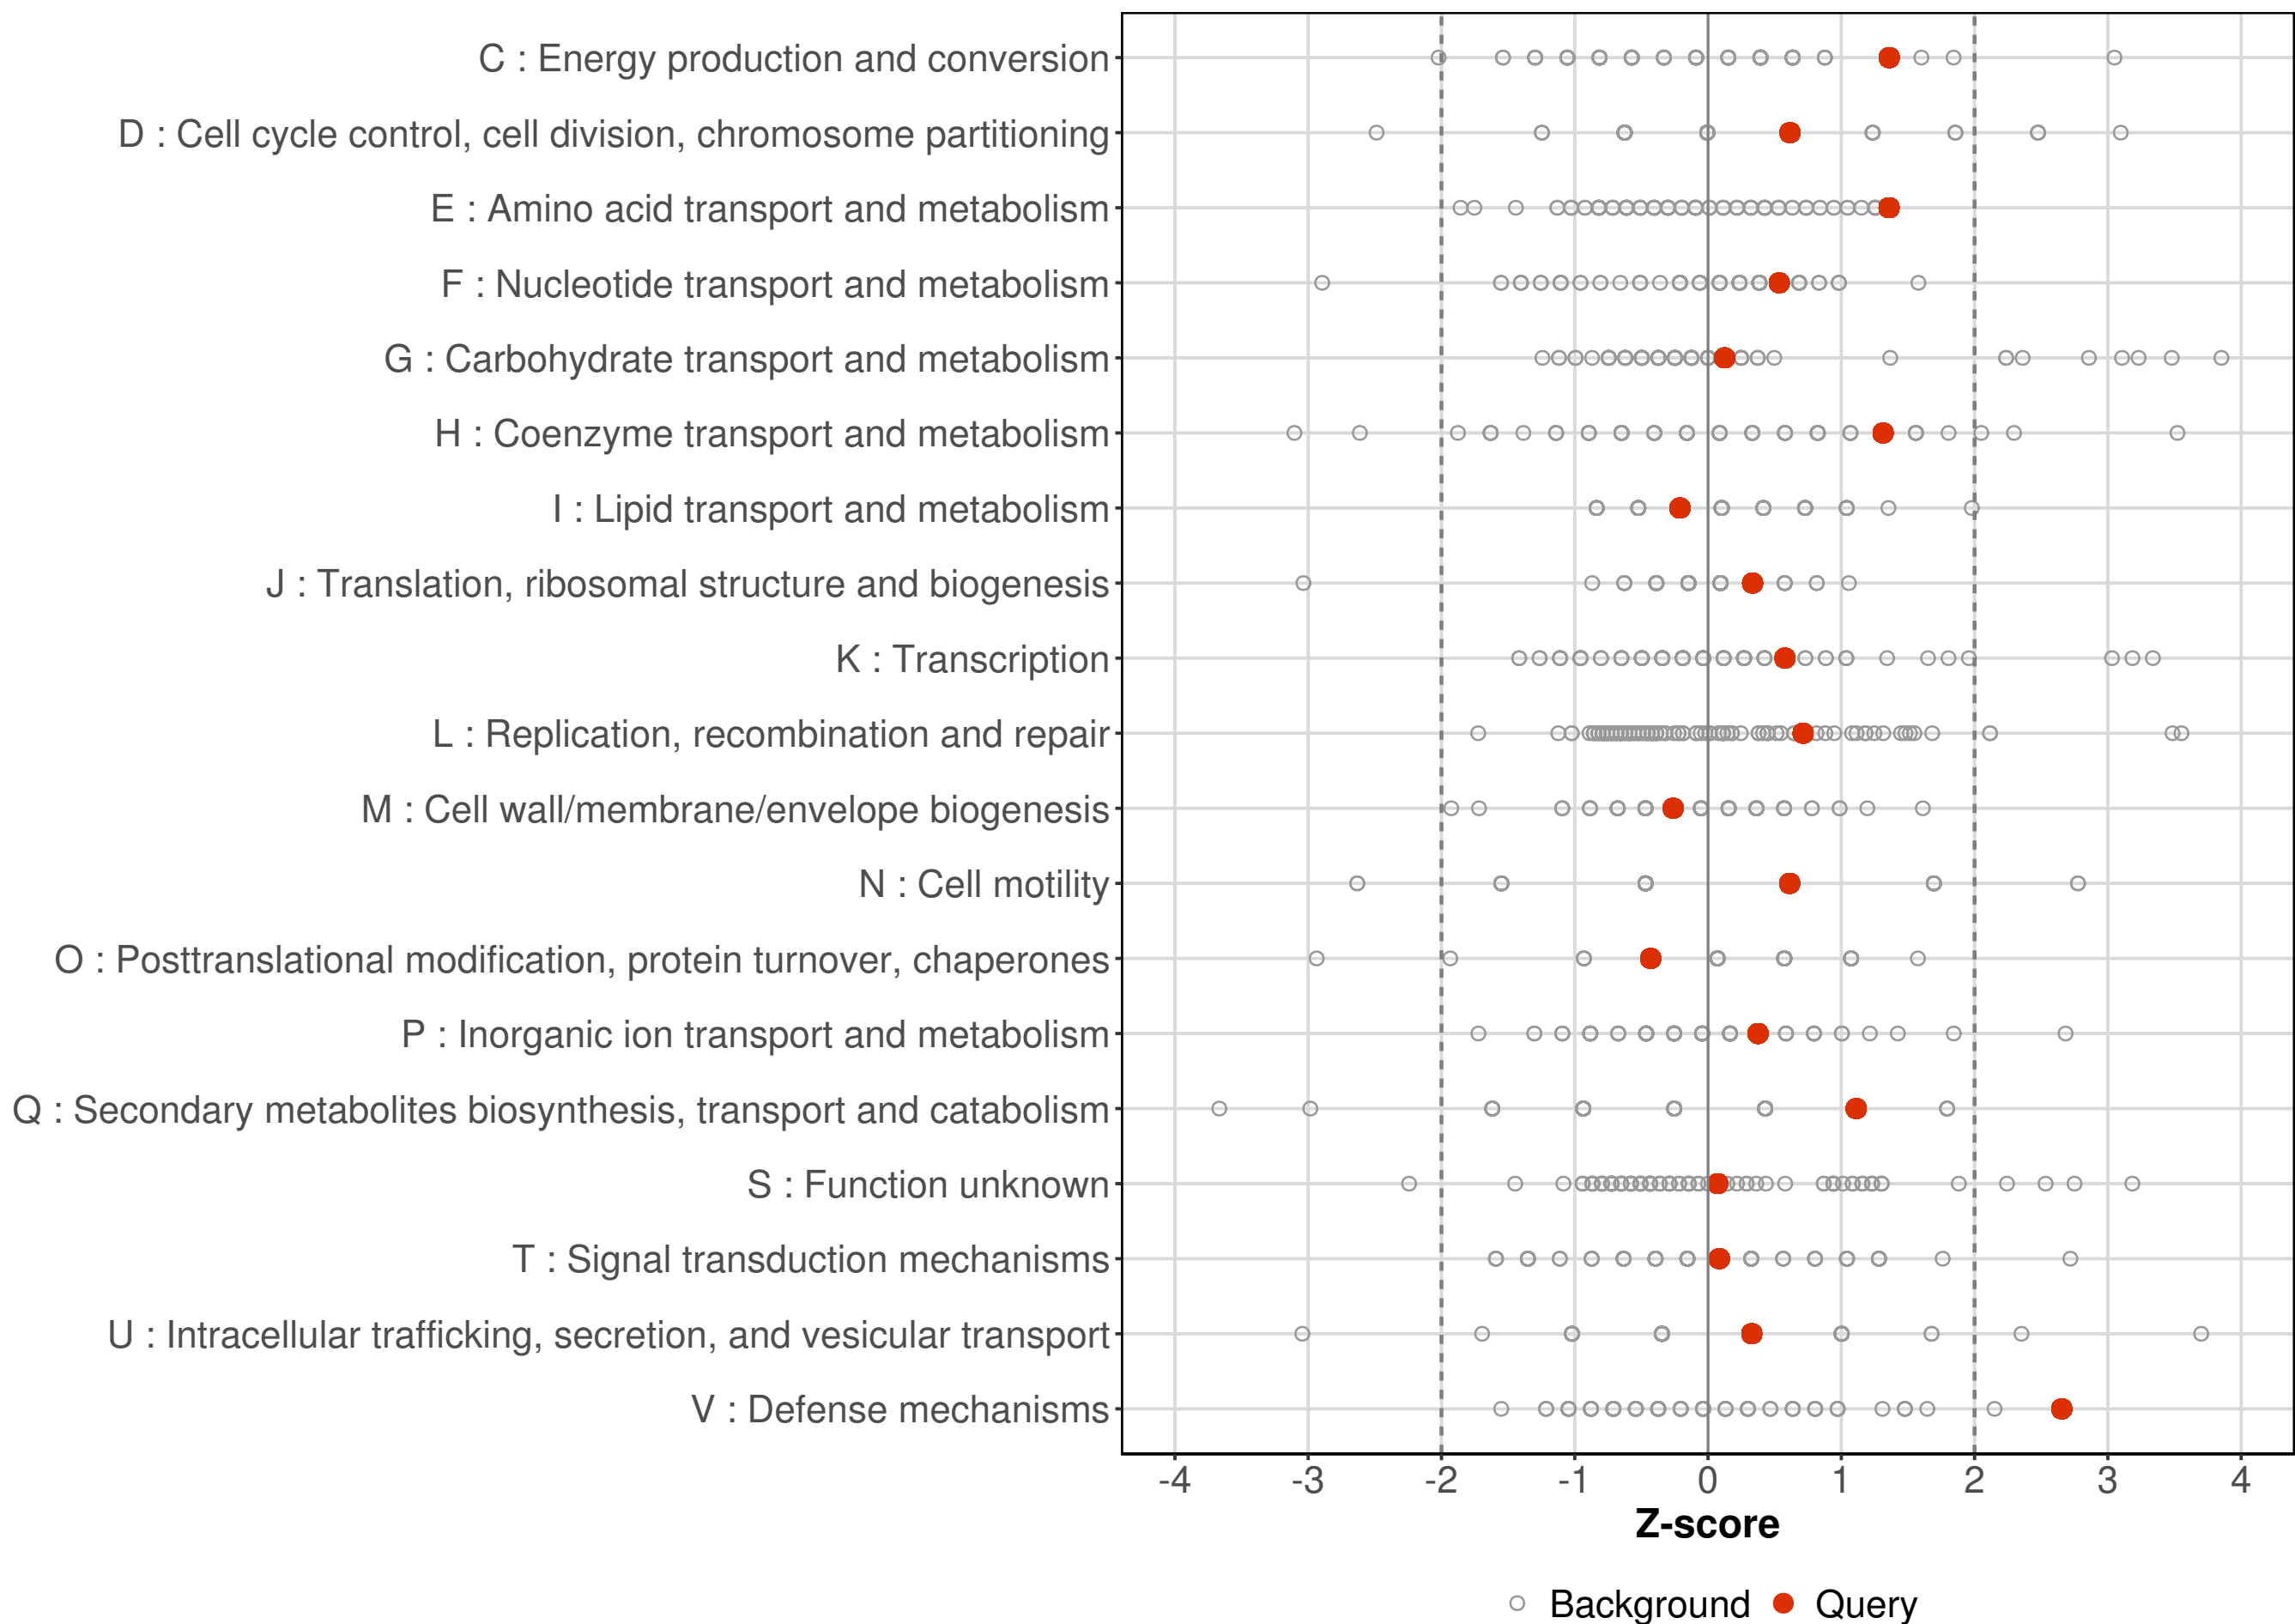 C : Energy production and conversion
D : Cell cycle control, cell division, chromosome partitioning
E : Amino acid transport and metabolism
F : Nucleotide transport and metabolism
G : Carbohydrate transport and metabolism
H : Coenzyme transport and metabolism
I : Lipid transport and metabolism
J : Translation, ribosomal structure and biogenesis
K : Transcription
L : Replication, recombination and repair
M : Cell wall/membrane/envelope biogenesis
N : Cell motility
O : Posttranslational modification, protein turnover, chaperones
P : Inorganic ion transport and metabolism
Q : Secondary metabolites biosynthesis, transport and catabolism
S : Function unknown
T : Signal transduction mechanisms
U : Intracellular trafficking, secretion, and vesicular transport
V : Defense mechanisms
-4 -3 -2 -1 0 1 2 3 4
Z-score
Background Query